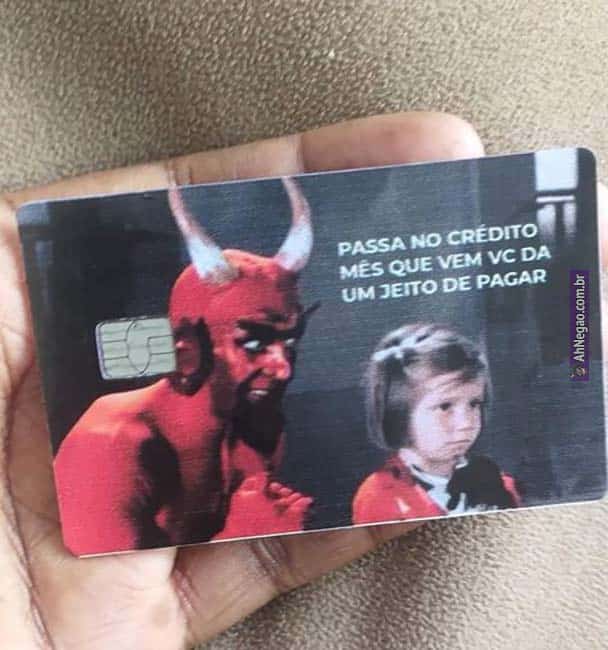 PASSA NO CRÉDITO
MÊS QUE VEM VC DA
UM JEITO DE PAGAR
AhNegao.com.br